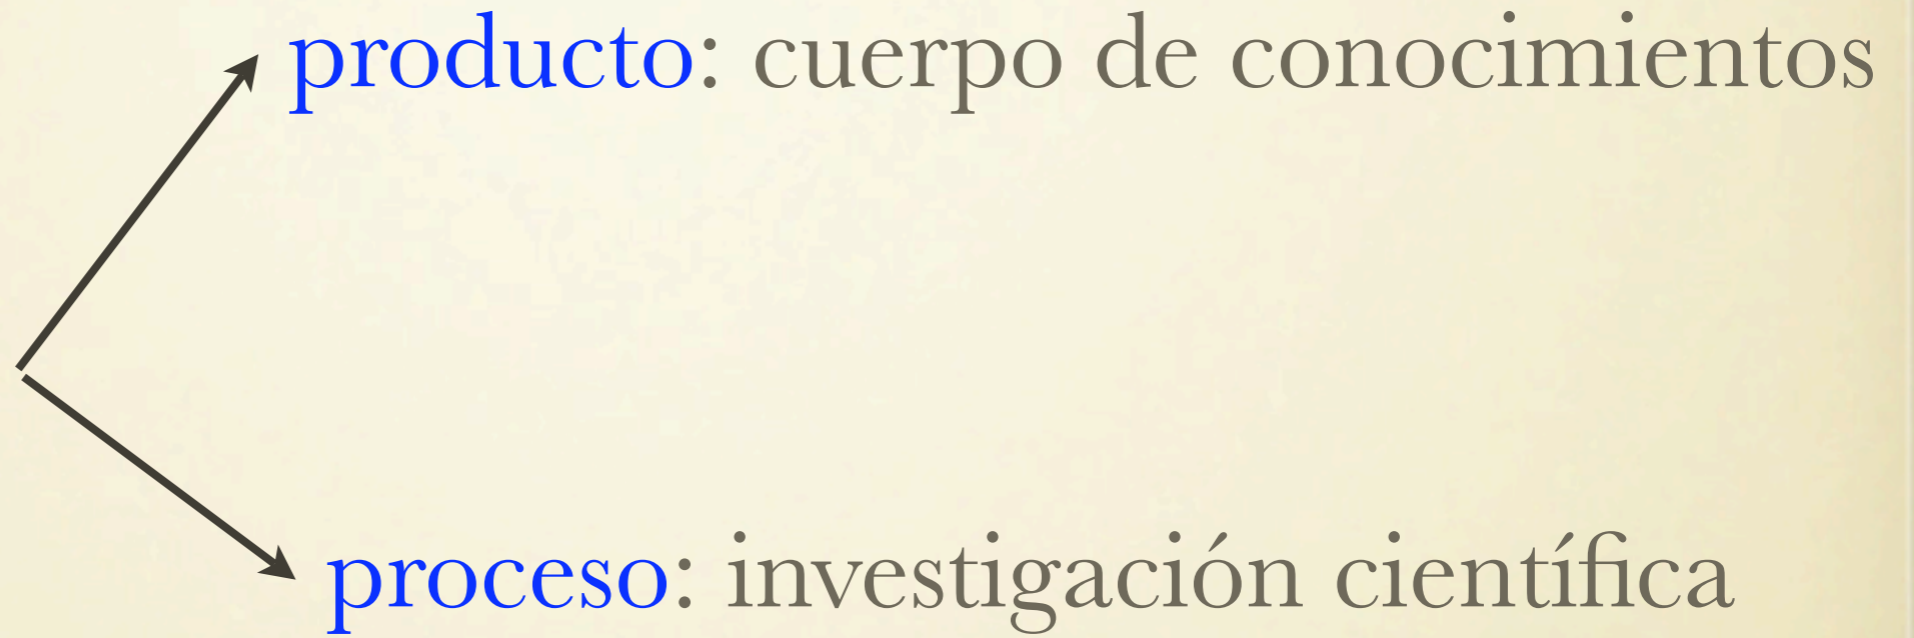 producto: cuerpo de conocimientos
proceso: investigación científica